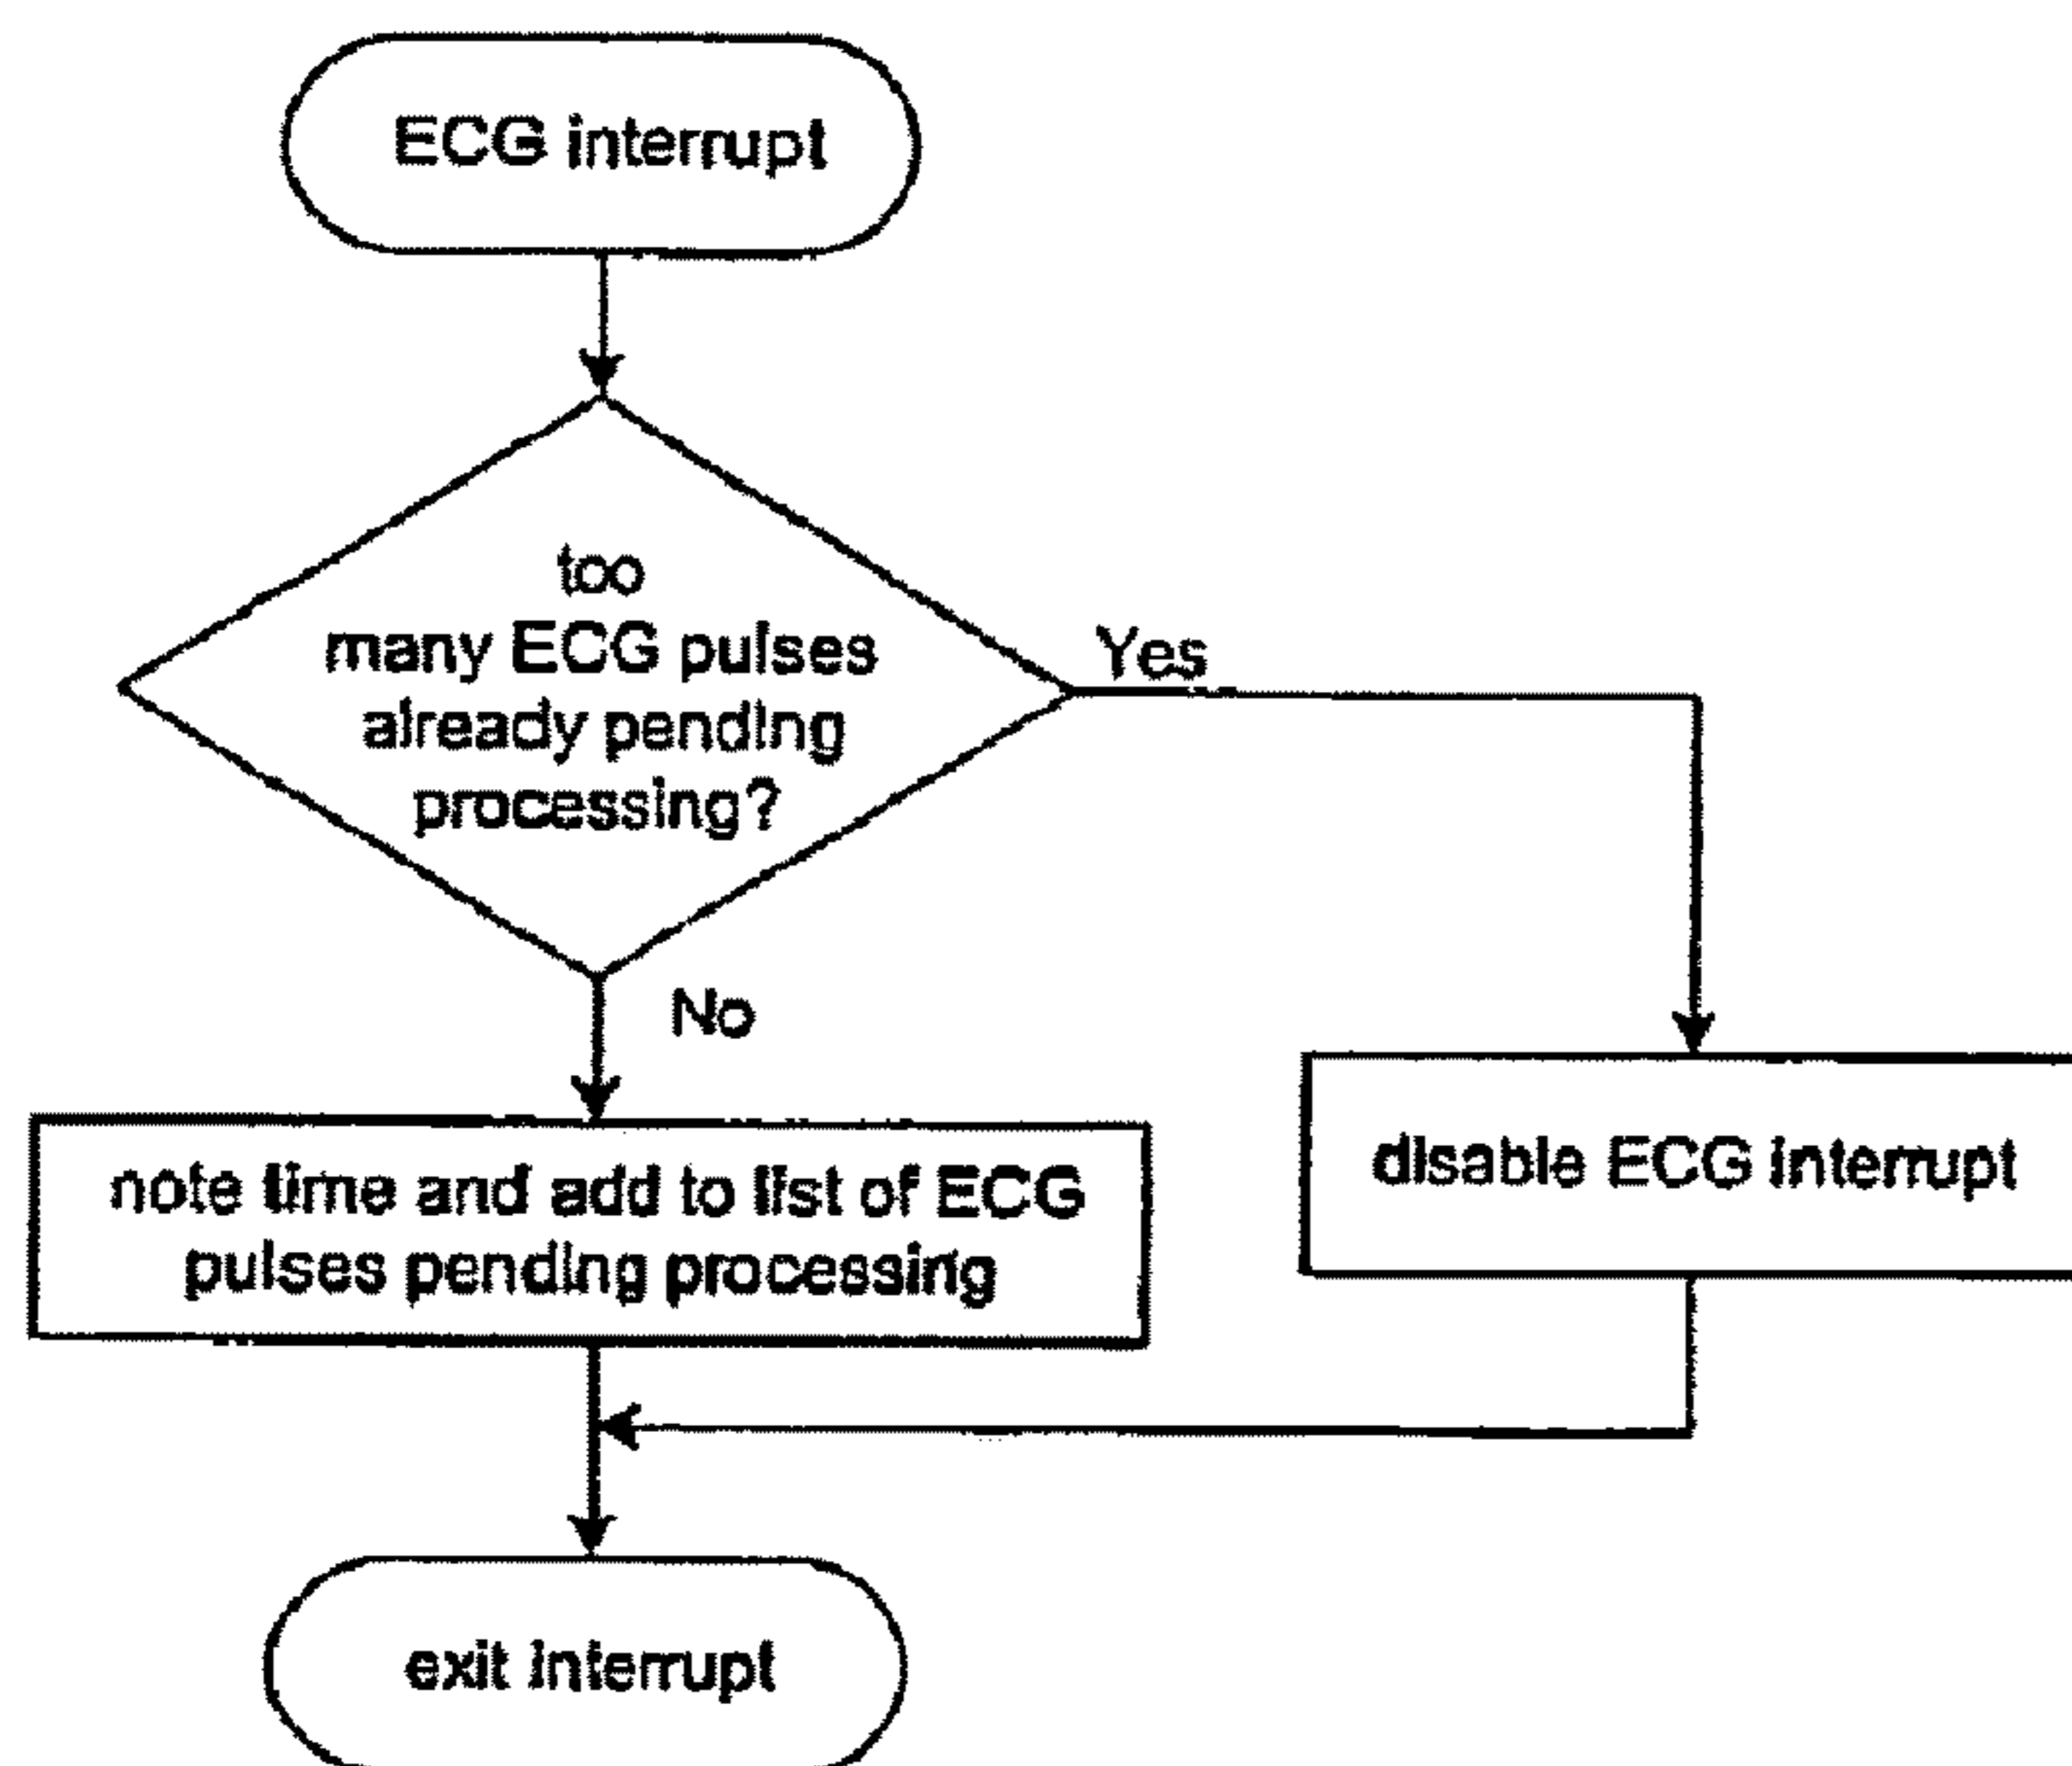 ECG interrupt
too
many ECG pulses
already pending
processing?
Yes
No
note time and add to list of ECG
pulses pending processing
disable ECG interrupt
exit interrupt